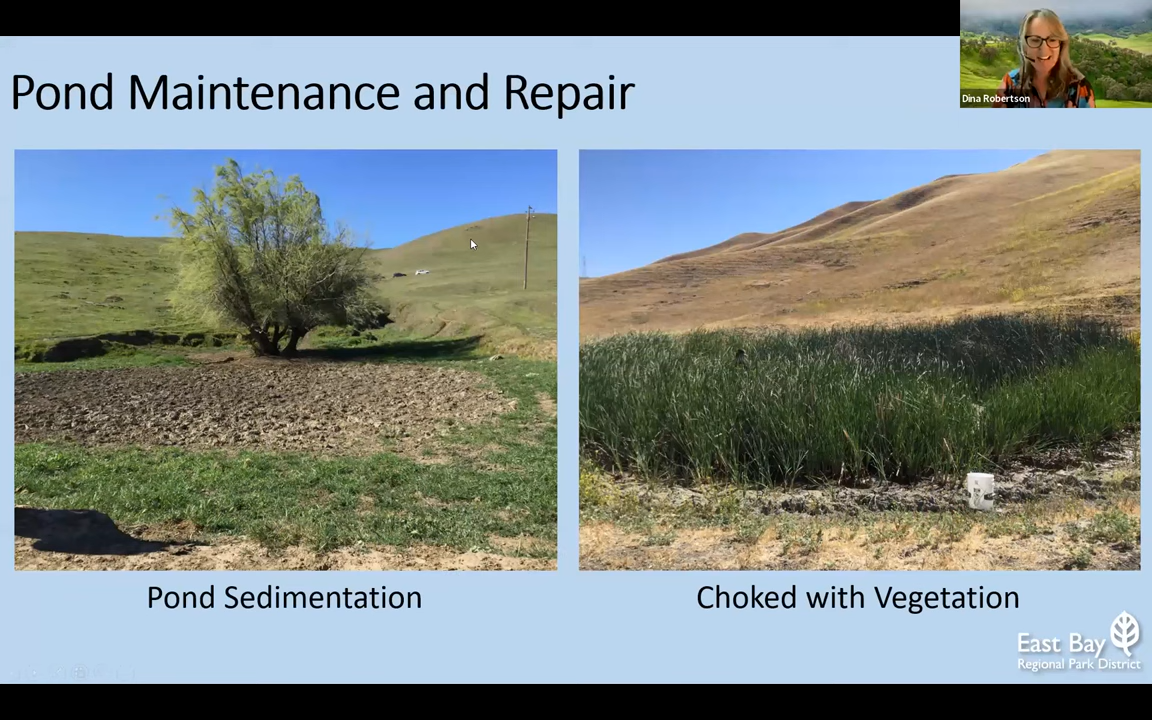 Pond Maintenance and Repair
Dina Robertson
Pond Sedimentation
Choked with Vegetation
East Bay
Regional Park District